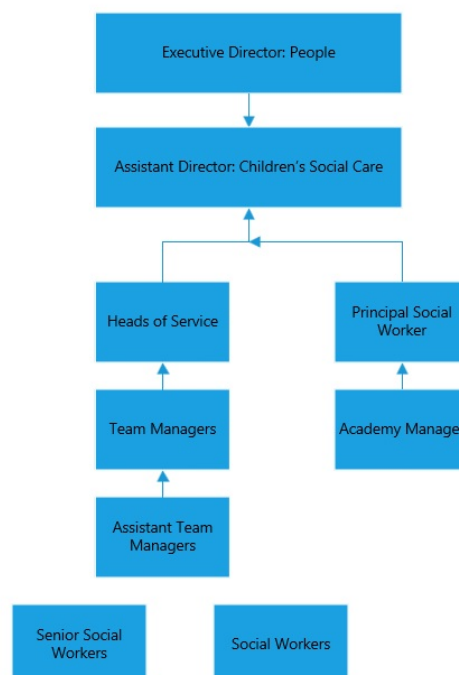 Executive Director: People
Assistant Director: Children's Social Care
Heads of Service
Principal Social
Worker
Team Managers
Academy Manage
Assistant Team
Managers
Senior Social
Workers
Social Workers